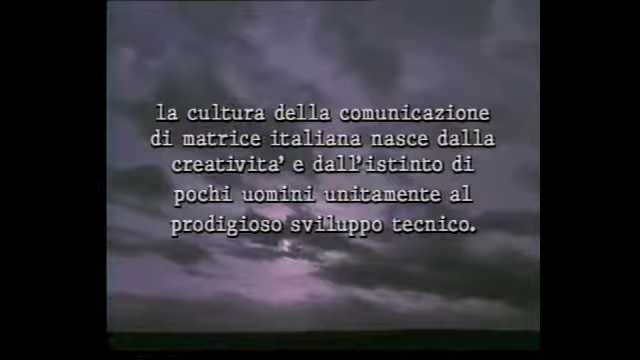 la cultura della comunicazione
di matrice italiana nasce dalla
creativita' e dall'istinto di
pochi uomini unitamente al
prodigioso sviluppo tecnico.